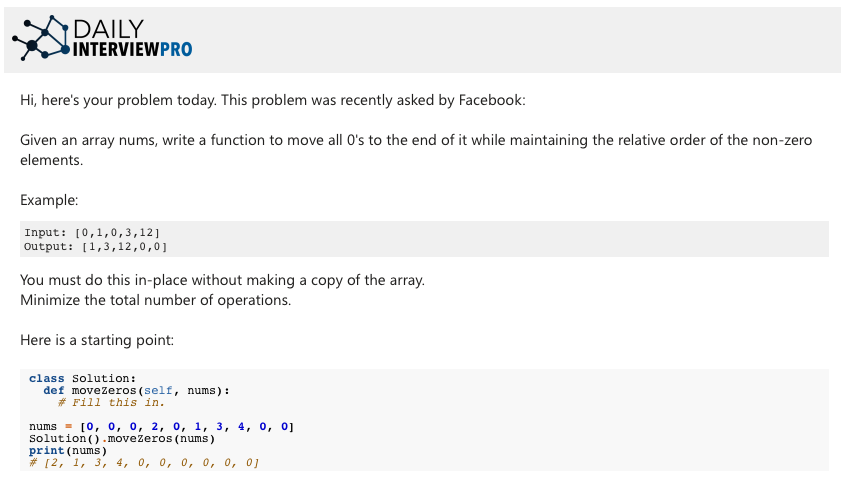 DAILY
INTERVIEWPRO
Hi, here's your problem today. This problem was recently asked by Facebook:
Given an array nums, write a function to move all 0's to the end of it while maintaining the relative order of the non-zero
elements.
Example:
Input: [0,1,0,3,12]
Output: [1,3,12,0,0]
You must do this in-place without making a copy of the array.
Minimize the total number of operations.
Here is a starting point:
class Solution:
  def moveZeros(self, nums):
    # Fill this in.
nums = [0, 0, 0, 2, 0, 1, 3, 4, 0, 0]
Solution().moveZeros(nums)
print(nums)
# [2, 1, 3, 4, 0, 0, 0, 0, 0, 0]